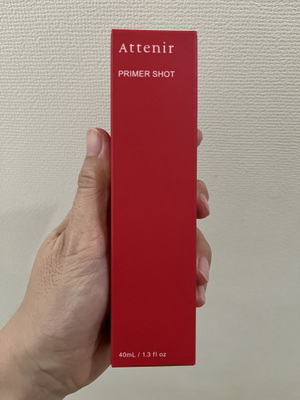 Attenir
PRIMER SHOT
40mL / 1.3 fl oz